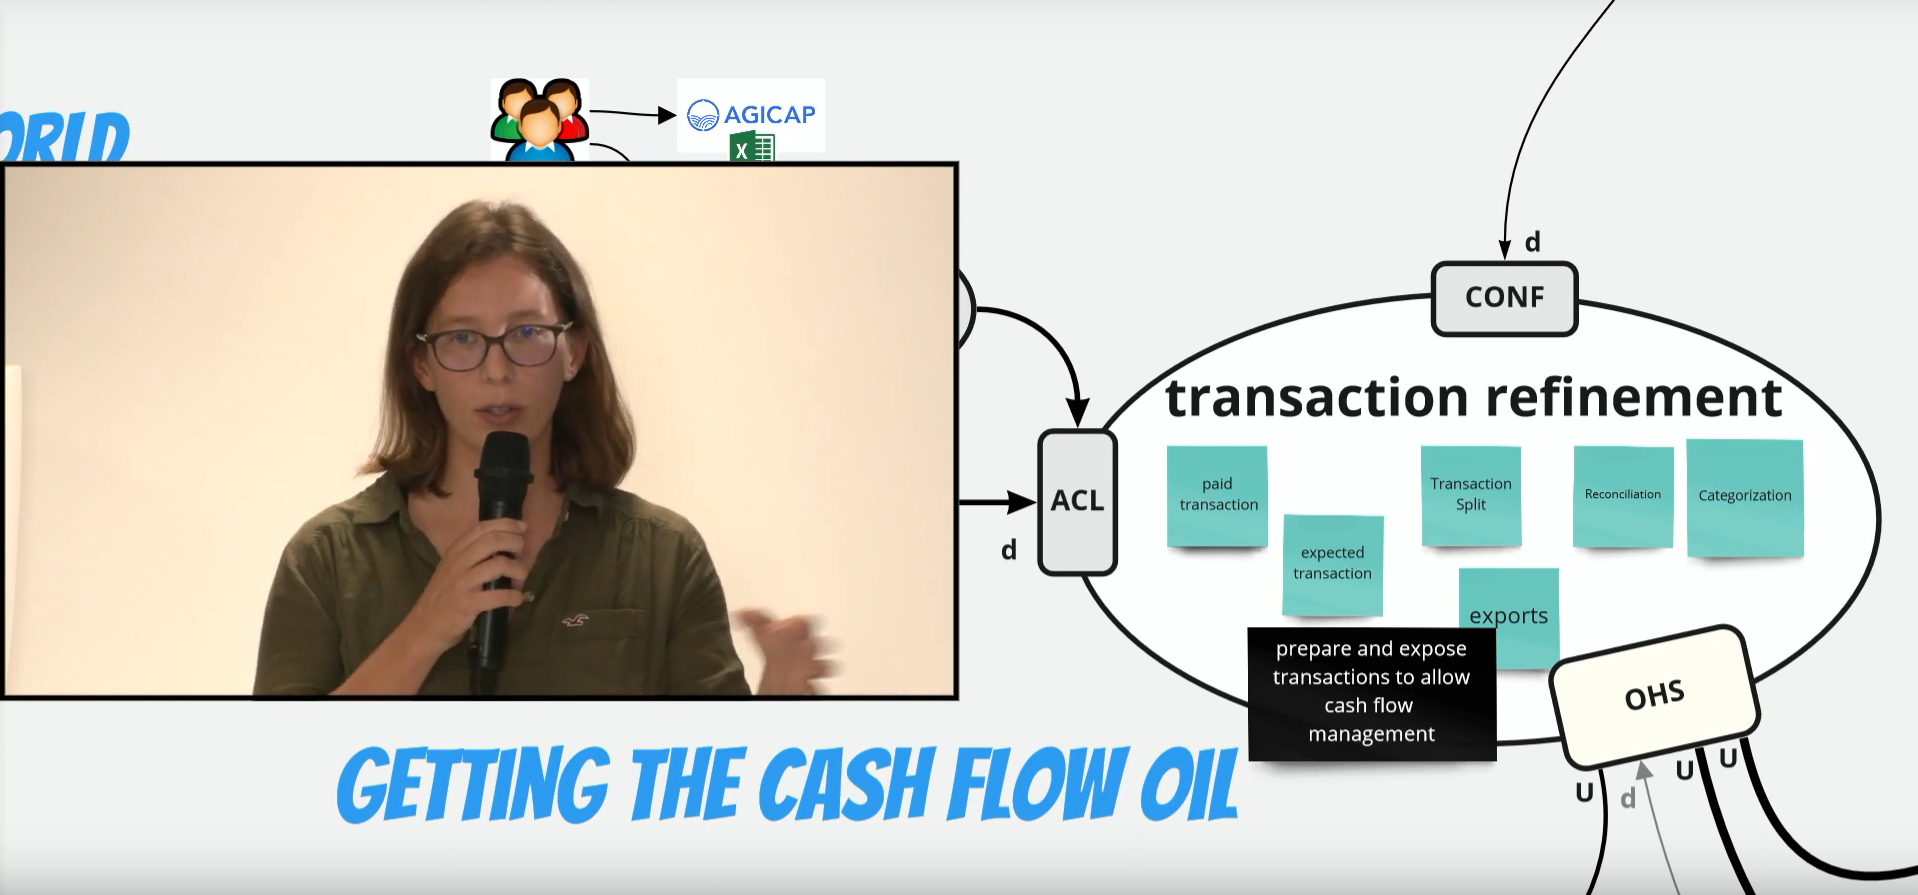 ORLD
AGICAP
X
d
CONF
transaction refinement
ACL
d
paid
transaction
expected
transaction
Transaction
Split
Reconciliation
Categorization
exports
prepare and expose
transactions to allow
cash flow
management
OHS
U
d
U
U
GETTING THE CASH FLOW OIL